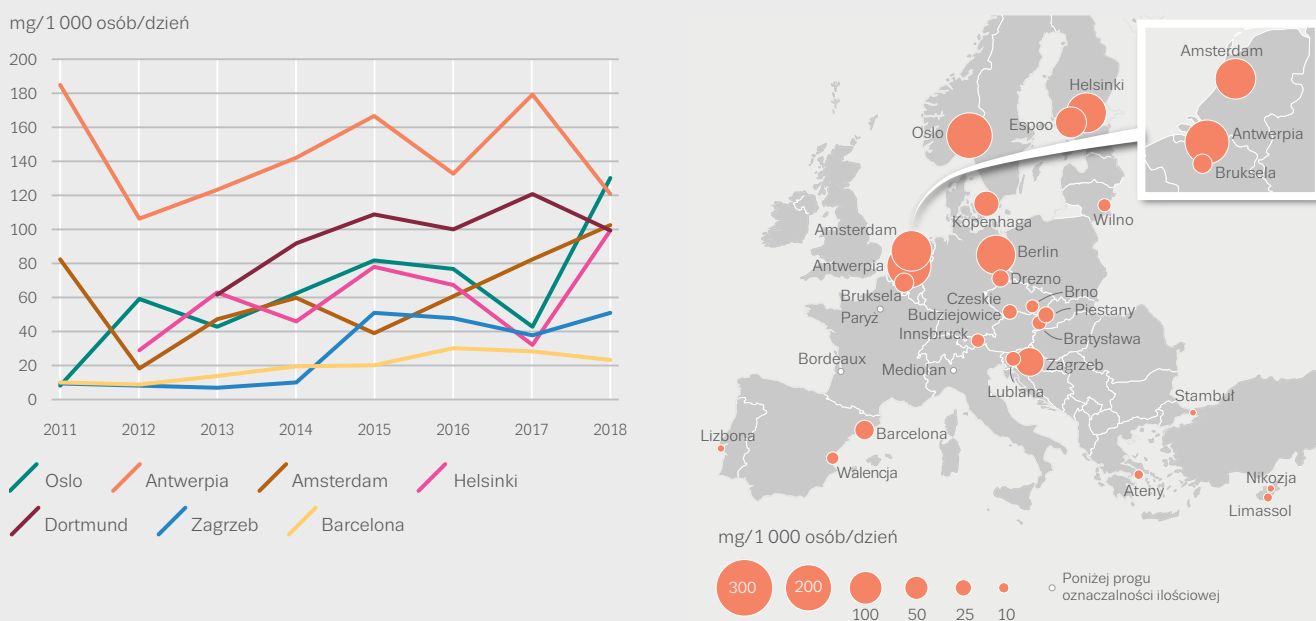 mg/1 000 osób/dzień
200
180
160
140
120
100
80
60
40
20
0
2011 2012 2013 2014 2015 2016 2017 2018
Oslo Antwerpia Amsterdam Helsinki
Dortmund Zagrzeb Barcelona
Amsterdam
Antwerpia
Bruksela
Helsinki
Espoo
Oslo
Kopenhaga
Wilno
Amsterdam
Berlin
Antwerpia
Drezno
Bruksela
Czeskie
Budziejowice
Brno
Piestany
Paryż
Innsbruck
Bratysława
Bordeaux
Mediolan
Zagrzeb
Lublana
Stambuł
Lizbona
Barcelona
Walencja
Ateny
Nikozja
Limassol
mg/1 000 osób/dzień
300 200 100 50 25 10
Poniżej progu
oznaczalności ilościowej